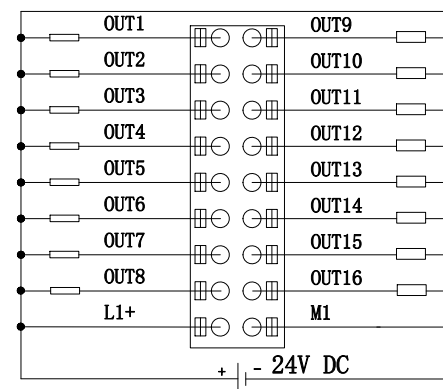 OUT1 OUT9
OUT2 OUT10
OUT3 OUT11
OUT4 OUT12
OUT5 OUT13
OUT6 OUT14
OUT7 OUT15
OUT8 OUT16
L1+ M1
+ - 24V DC